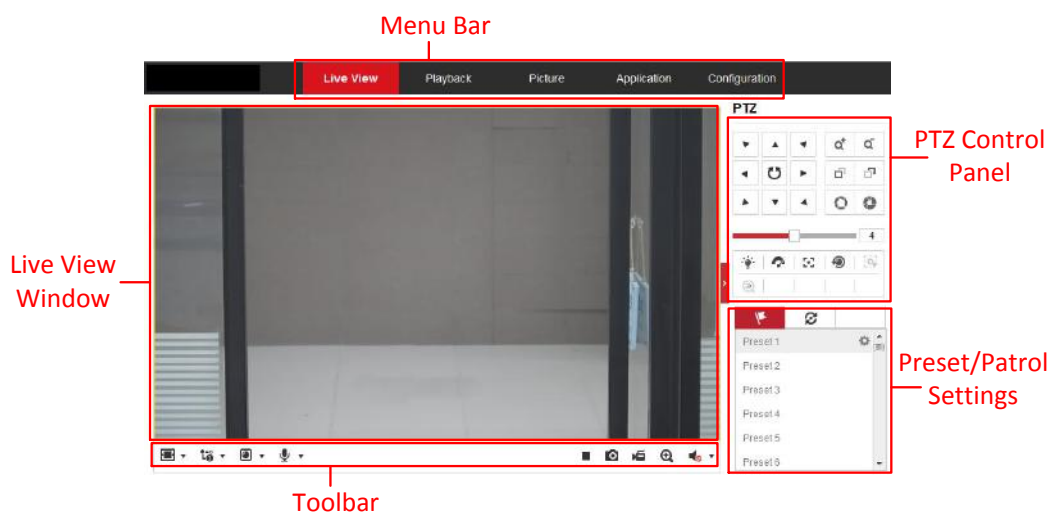 Menu Bar
Live View Playback Picture Application Configuration
PTZ
PTZ Control
Panel
4
Live View
Window
Preset 1
Preset 2
Preset 3
Preset 4
Preset 5
Preset 6
Preset/Patrol
Settings
Toolbar